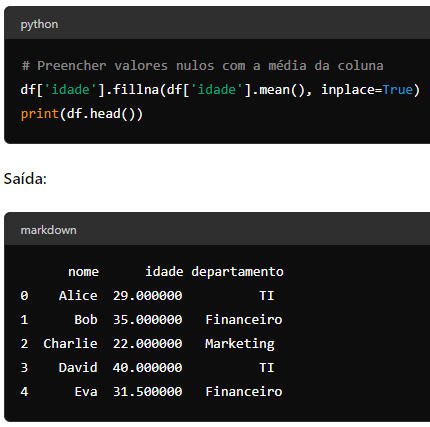 python
# Preencher valores nulos com a média da coluna
df['idade'].fillna(df['idade'].mean(), inplace=True)
print(df.head())
Saída:
markdown
nome idade departamento
0 Alice 29.000000 TI
1 Bob 35.000000 Financeiro
2 Charlie 22.000000 Marketing
3 David 40.000000 TI
4 Eva 31.500000 Financeiro